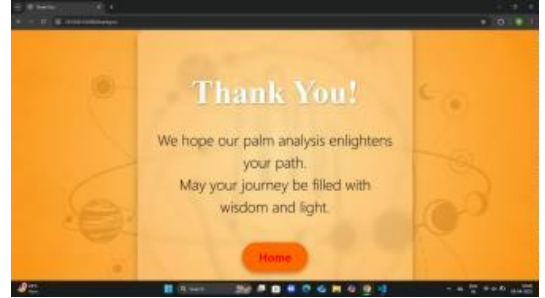 Thank You!
We hope our palm analysis enlightens
your path.
May your journey be filled with
wisdom and light.
Home
Search